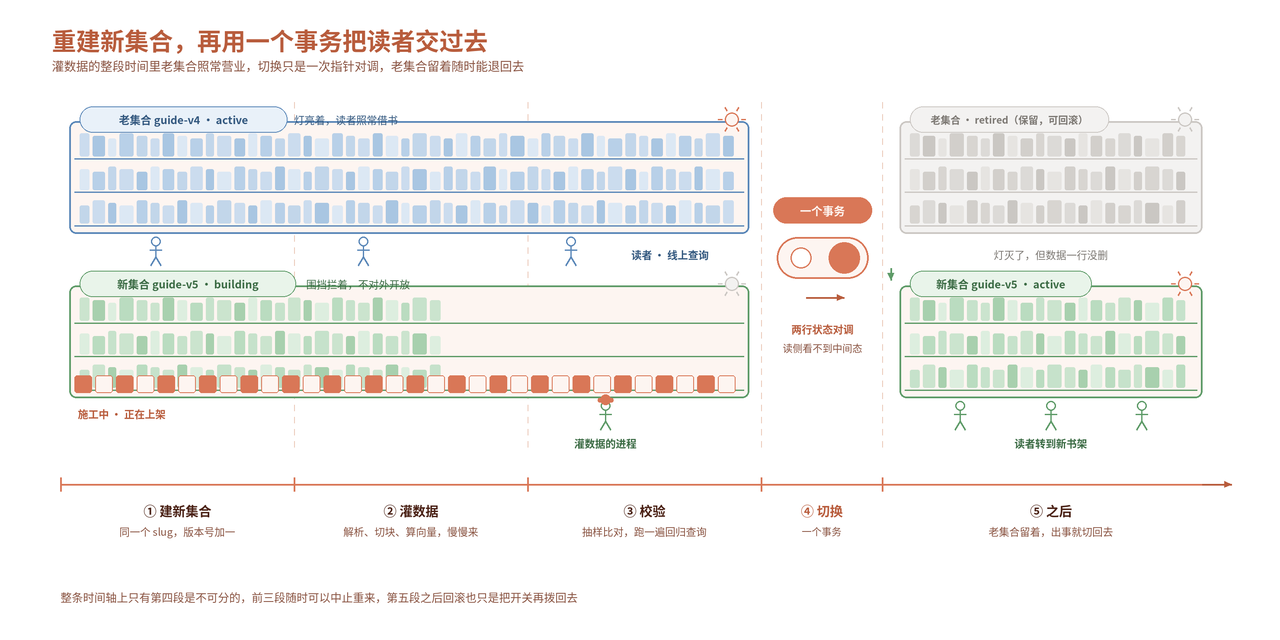 重建新集合，再用一个事务把读者交过去
灌数据的整段时间里老集合照常营业，切换只是一次指针对调，老集合留着随时能退回去
老集合 guide-v4 · active
灯亮着，读者照常借书
老集合 · retired（保留，可回滚）
一个事务
读者 · 线上查询
灯灭了，但数据一行没删
新集合 guide-v5 · building
围挡拦着，不对外开放
新集合 guide-v5 · active
两行状态对调
读侧看不到中间态
施工中 · 正在上架
灌数据的进程
读者转到新书架
① 建新集合
② 灌数据
③ 校验
④ 切换
⑤ 之后
同一个 slug，版本号加一
解析、切块、算向量，慢慢来
抽样比对，跑一遍回归查询
一个事务
老集合留着，出事就切回去
整条时间轴上只有第四段是不可分的，前三段随时可以中止重来，第五段之后回滚也只是把开关再拨回去